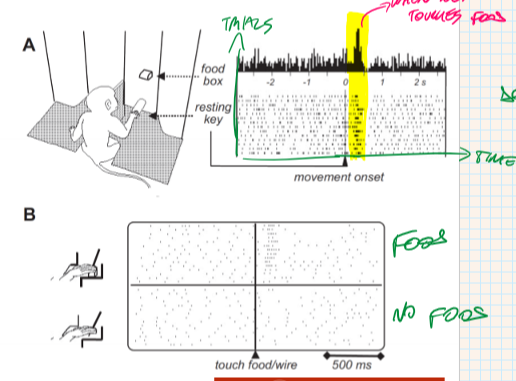 TRIALS
TOUCHES FOOD
A
food
box
resting
key
-2 -1 0 1 2 s
TIME
movement onset
B
FOOD
NO FOOD
touch food/wire
500 ms